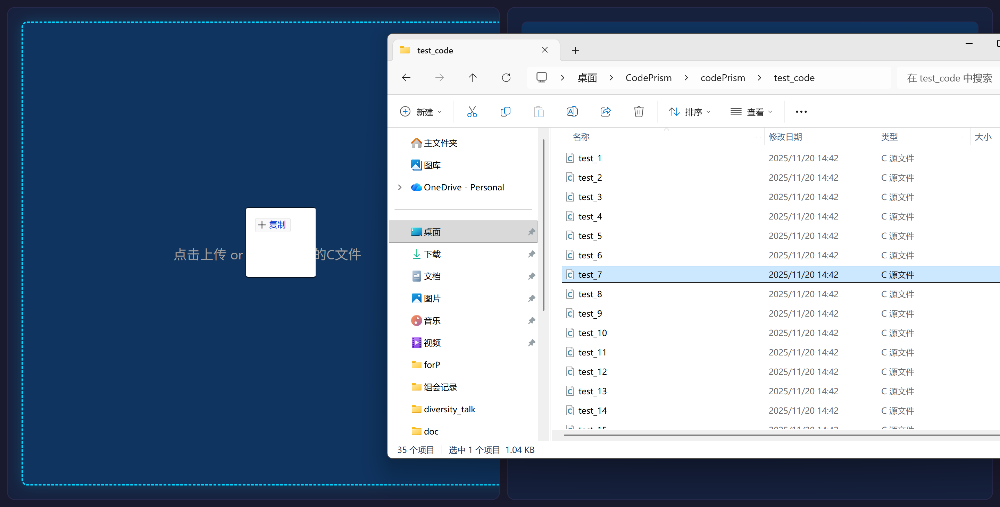 test_code
桌面 CodePrism codePrism test_code
在 test_code 中搜索
新建 排序 查看
主文件夹
图库
OneDrive - Personal
桌面
下载
文档
图片
音乐
视频
forP
组会记录
diversity_talk
doc
名称 修改日期 类型 大小
test_1 2025/11/20 14:42 C 源文件
test_2 2025/11/20 14:42 C 源文件
test_3 2025/11/20 14:42 C 源文件
test_4 2025/11/20 14:42 C 源文件
test_5 2025/11/20 14:42 C 源文件
test_6 2025/11/20 14:42 C 源文件
test_7 2025/11/20 14:42 C 源文件
test_8 2025/11/20 14:42 C 源文件
test_9 2025/11/20 14:42 C 源文件
test_10 2025/11/20 14:42 C 源文件
test_11 2025/11/20 14:42 C 源文件
test_12 2025/11/20 14:42 C 源文件
test_13 2025/11/20 14:42 C 源文件
test_14 2025/11/20 14:42 C 源文件
35 个项目 选中 1 个项目 1.04 KB
复制
点击上传 or 的C文件